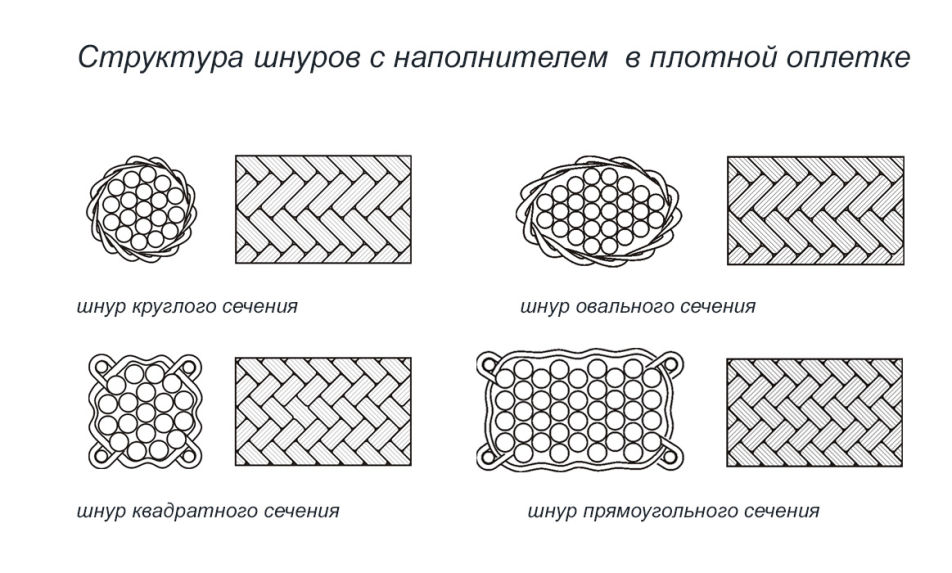 Структура шнуров с наполнителем в плотной оплетке
шнур круглого сечения
шнур овального сечения
шнур квадратного сечения
шнур прямоугольного сечения